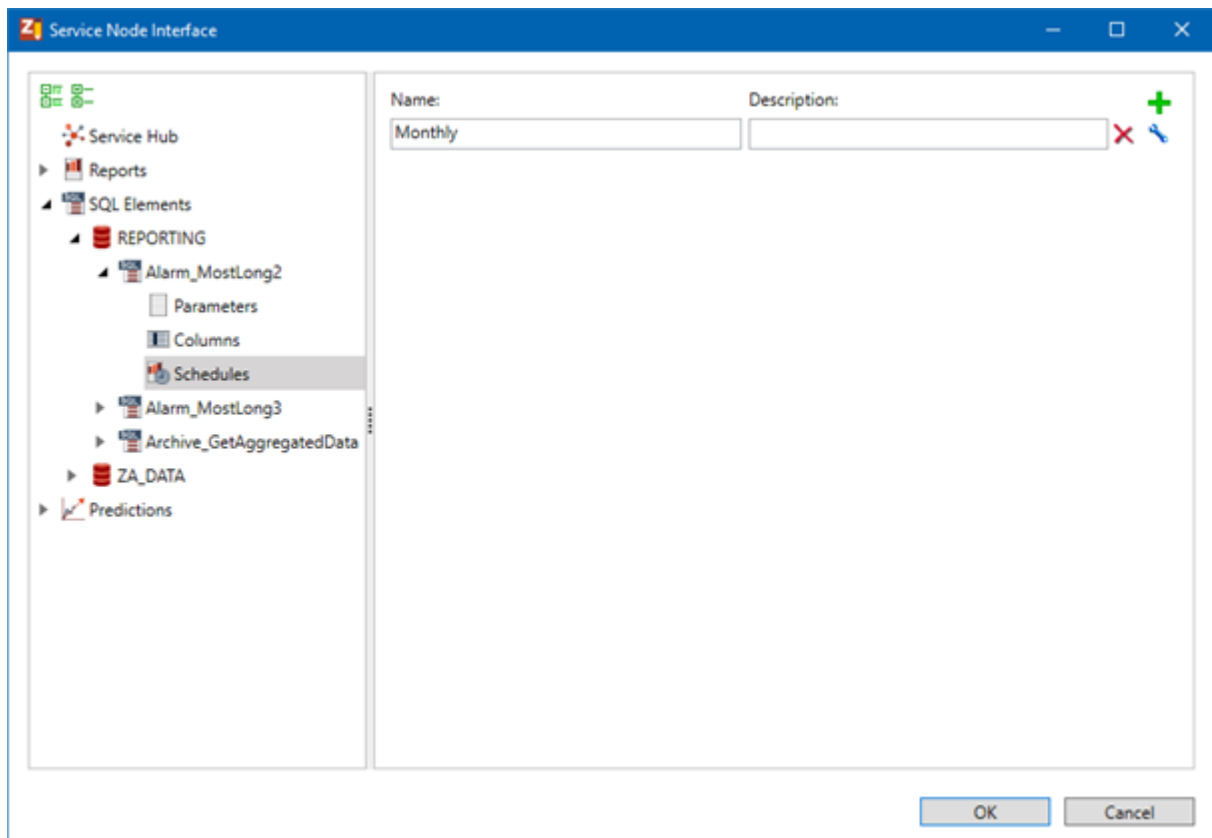 Service Node Interface
Service Hub
Reports
SQL Elements
REPORTING
Alarm_MostLong2
Parameters
Columns
Schedules
Alarm_MostLong3
Archive_GetAggregatedData
ZA_DATA
Predictions
Name: Description:
Monthly
OK Cancel